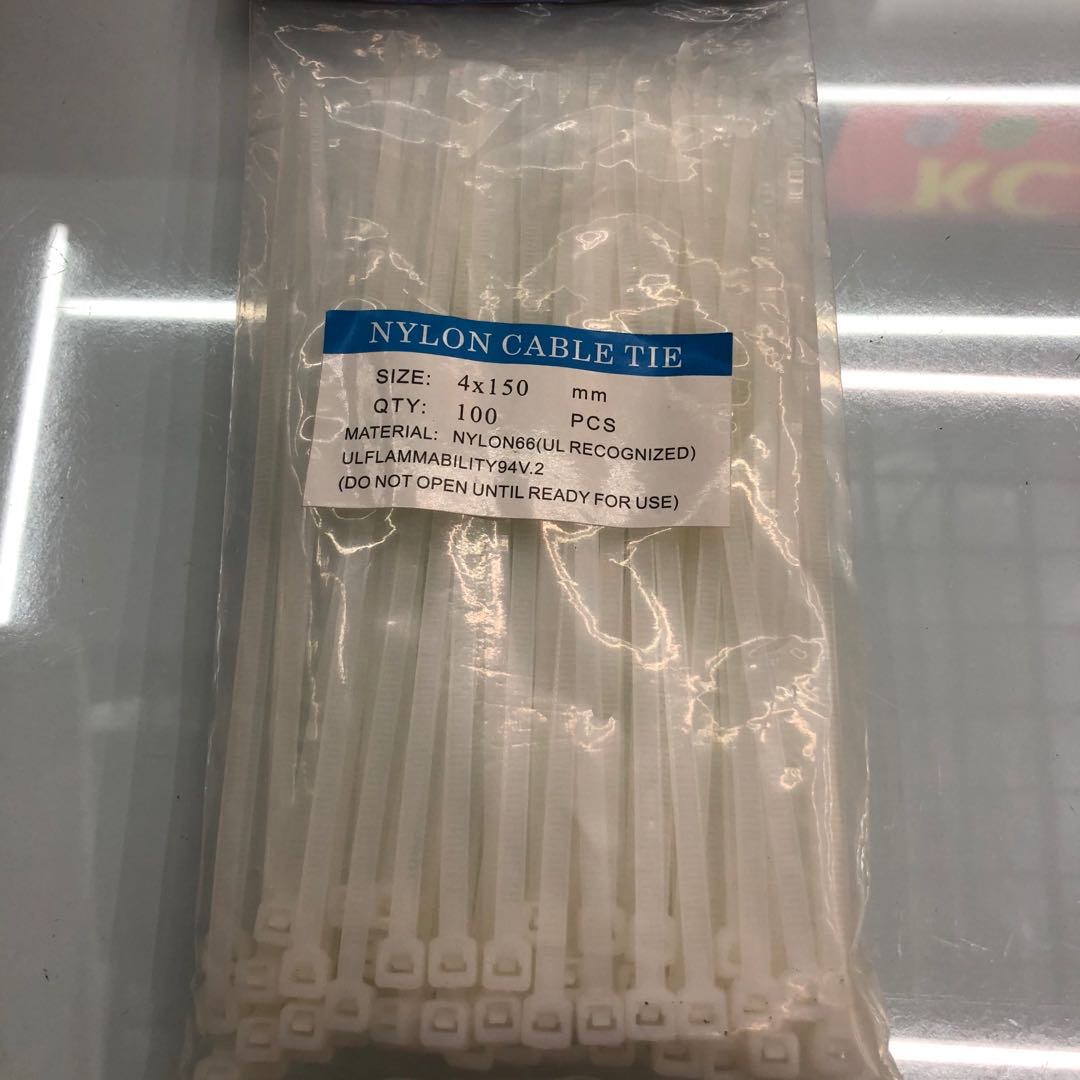 KC
NYLON CABLE TIE
SIZE: 4x150 mm
QTY: 100 PCS
MATERIAL: NYLON66(UL RECOGNIZED)
ULFLAMMABILITY94V.2
(DO NOT OPEN UNTIL READY FOR USE)